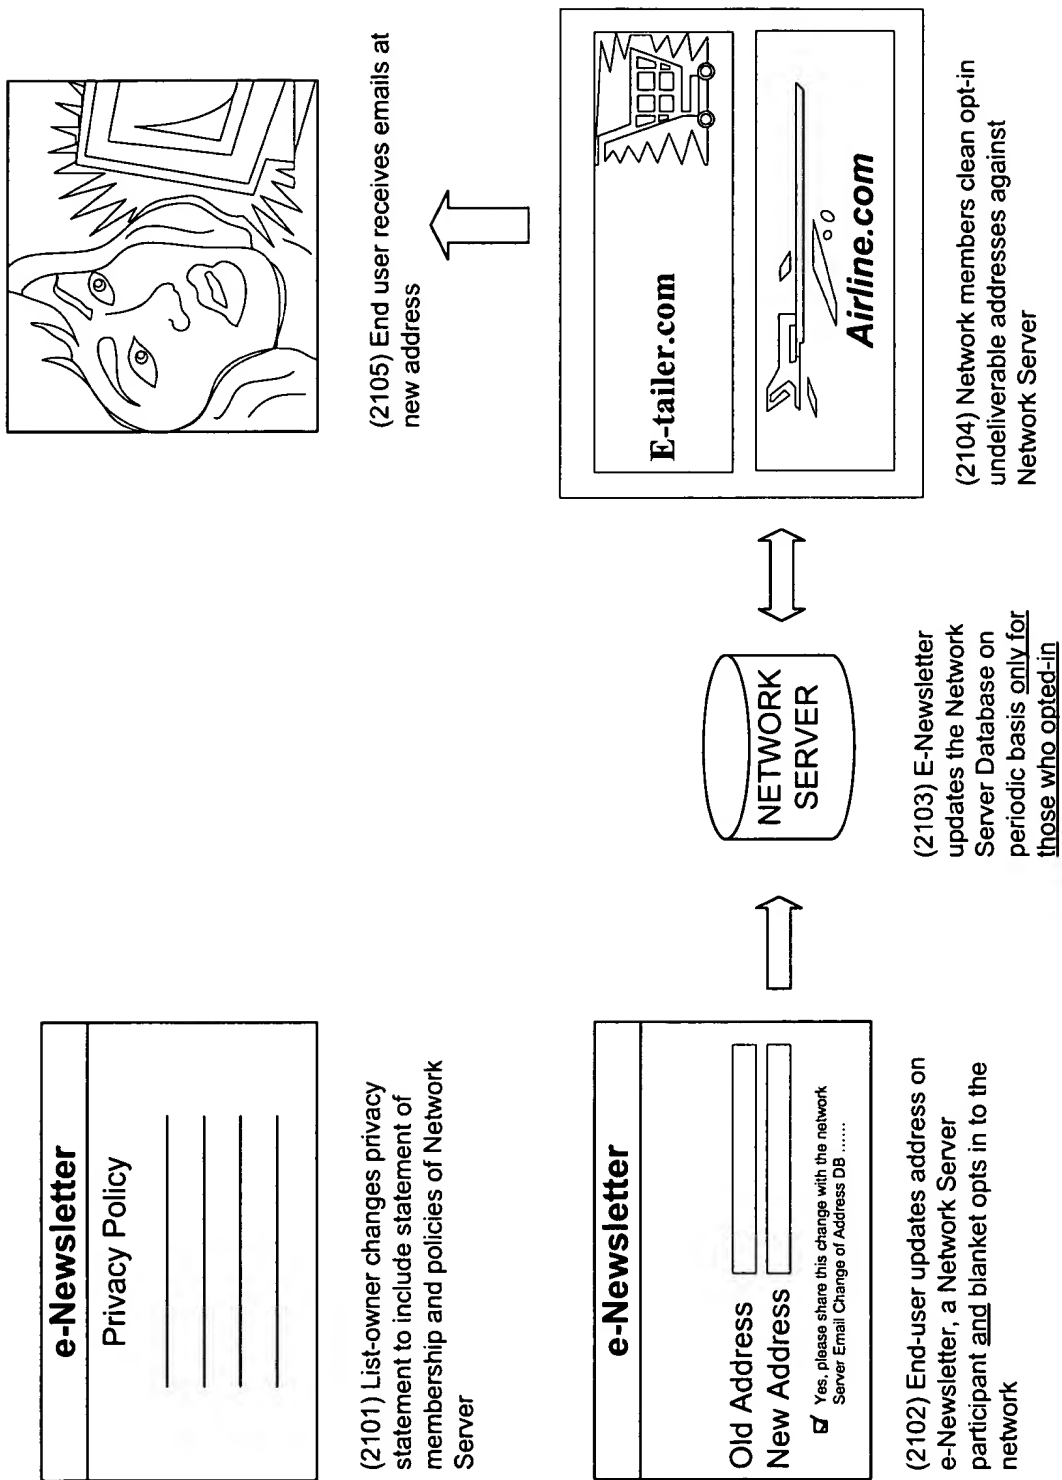 e-Newsletter
Privacy Policy
(2101) List-owner changes privacy
statement to include statement of
membership and policies of Network
Server
(2105) End user receives emails at
new address
e-Newsletter
Old Address
New Address
Yes, please share this change with the network
Server Email Change of Address DB ......
(2102) End-user updates address on
e-Newsletter, a Network Server
participant and blanket opts in to the
network
NETWORK
SERVER
(2103) E-Newsletter
updates the Network
Server Database on
periodic basis only for
those who opted-in
E-tailer.com
Airline.com
(2104) Network members clean opt-in
undeliverable addresses against
Network Server